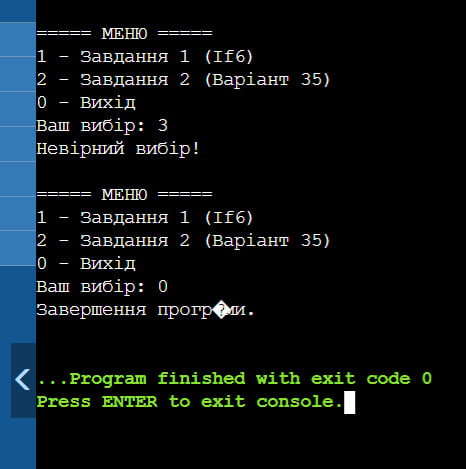 ===== МЕНЮ =====
1 - Завдання 1 (If6)
2 - Завдання 2 (Варіант 35)
0 - Вихід
Ваш вибір: 3
Невірний вибір!
===== МЕНЮ =====
1 - Завдання 1 (If6)
2 - Завдання 2 (Варіант 35)
0 - Вихід
Ваш вибір: 0
Завершення прогр�ми.
...Program finished with exit code 0
Press ENTER to exit console.